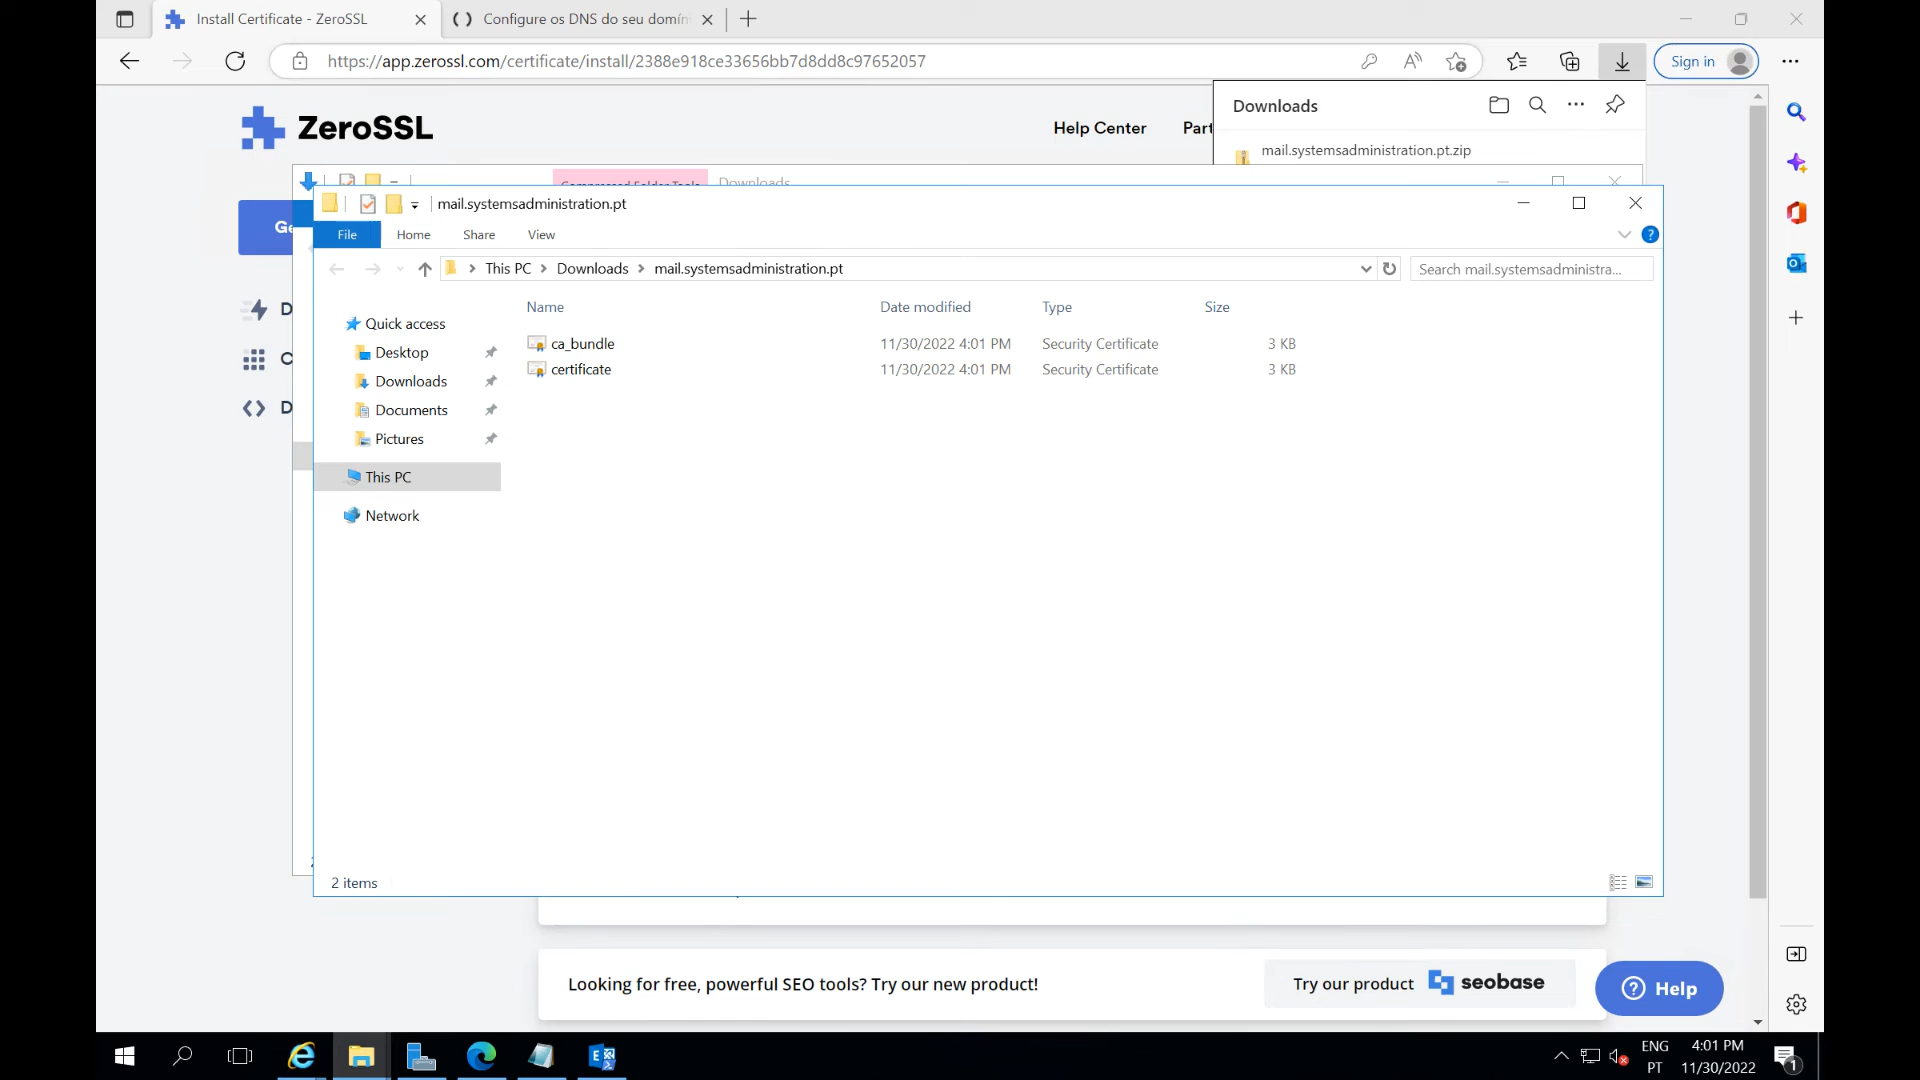 Install Certificate - ZeroSSL
Configure os DNS do seu domín
https://app.zerossl.com/certificate/install/2388e918ce33656bb7d8dd8c97652057
Sign in
ZeroSSL
Help Center
Part
Downloads
mail.systemsadministration.pt.zip
Compressed Folder Tools
Downloads
Ge
D
C
D
mail.systemsadministration.pt
File
Home
Share
View
This PC > Downloads > mail.systemsadministration.pt
Search mail.systemsadministra...
Quick access
Desktop
Downloads
Documents
Pictures
This PC
Network
Name
Date modified
Type
Size
ca_bundle
11/30/2022 4:01 PM
Security Certificate
3 KB
certificate
11/30/2022 4:01 PM
Security Certificate
3 KB
2 items
Looking for free, powerful SEO tools? Try our new product!
Try our product
seobase
Help
ENG
PT
4:01 PM
11/30/2022
1